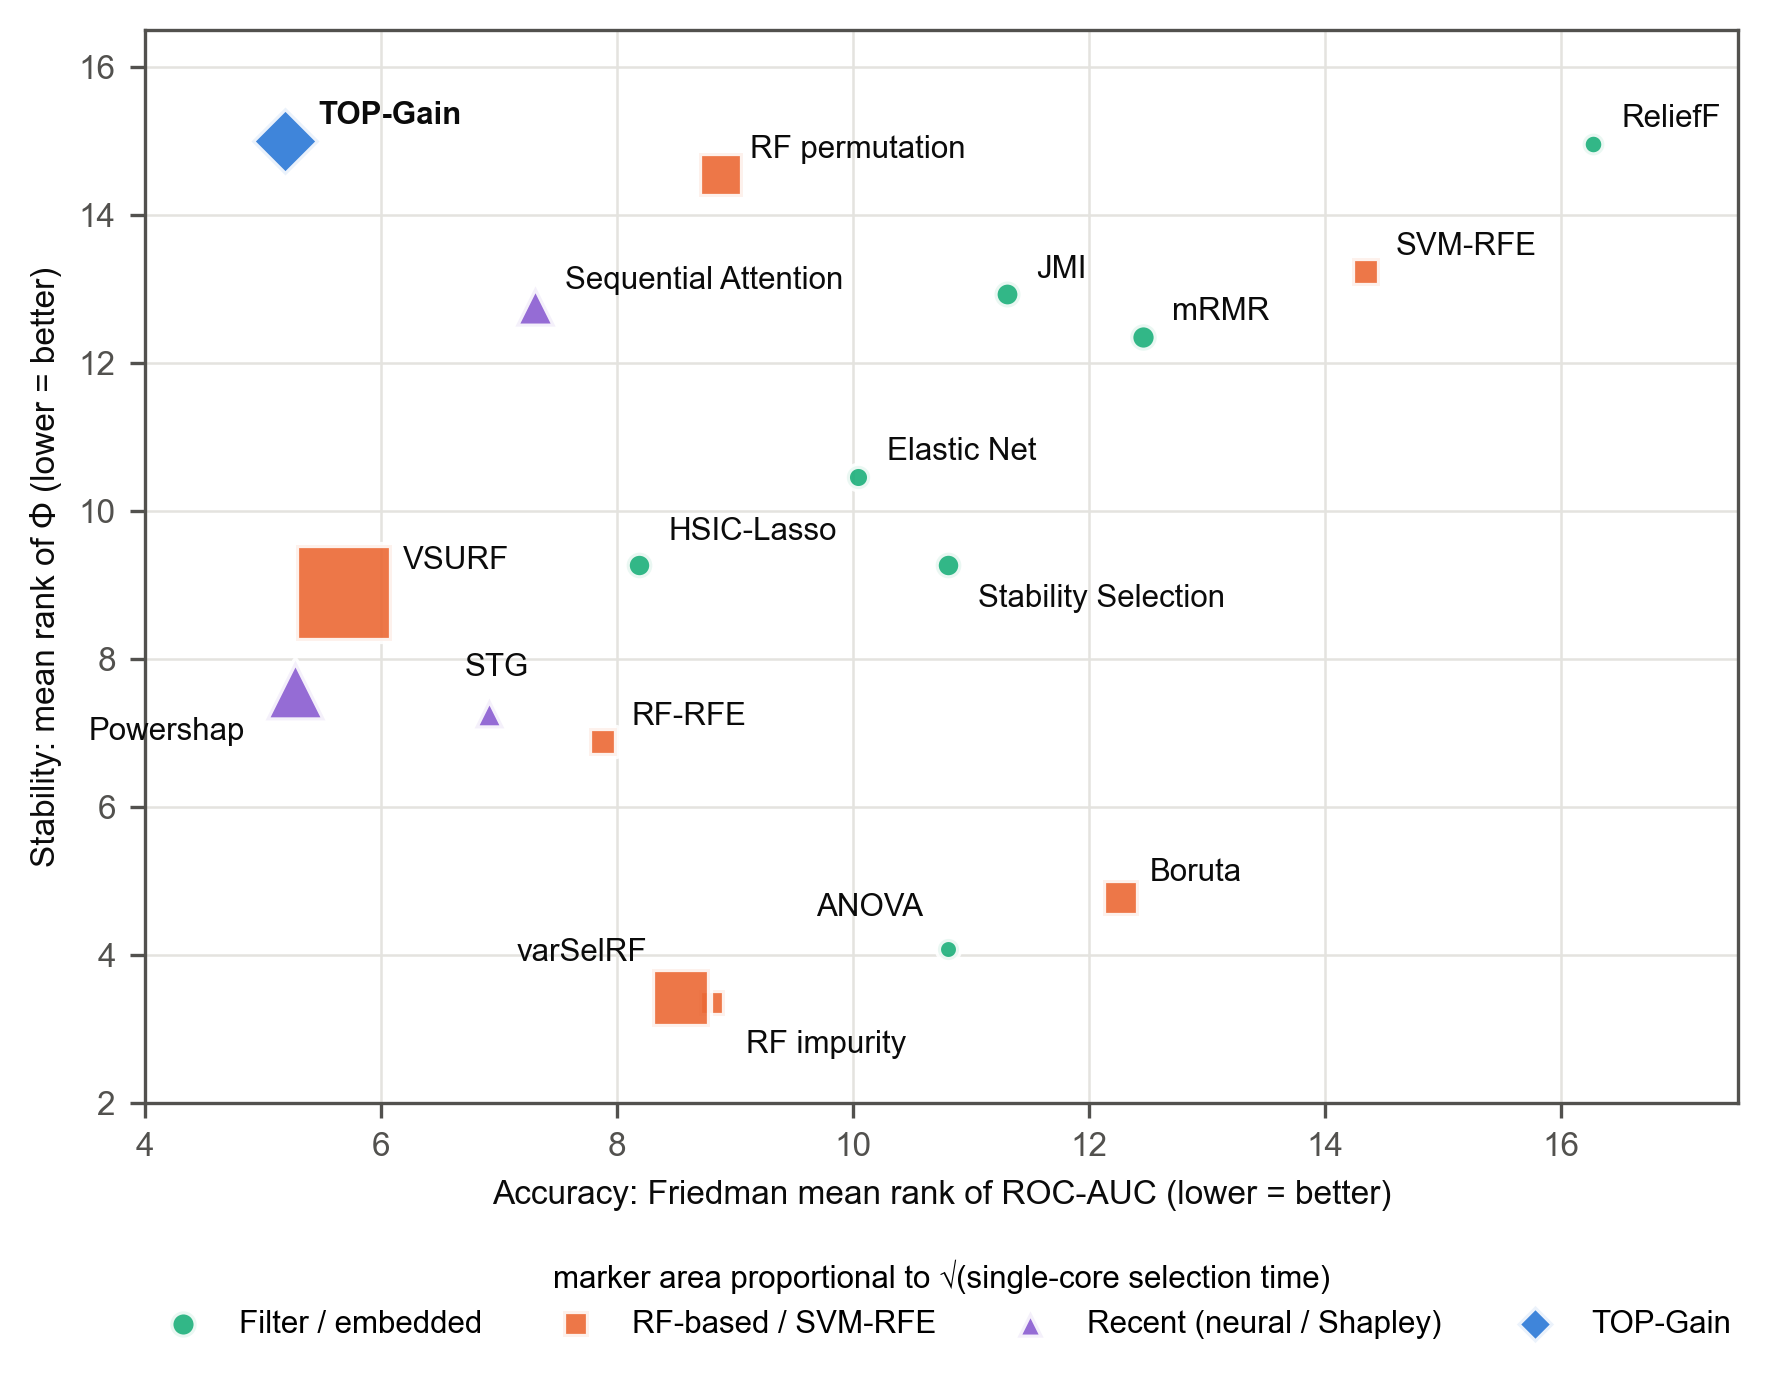 16
14
12
10
8
6
4
2
Stability: mean rank of Φ (lower = better)
TOP-Gain
ReliefF
RF permutation
SVM-RFE
Sequential Attention
JMI
mRMR
Elastic Net
HSIC-Lasso
VSURF
Stability Selection
STG
RF-RFE
Powershap
Boruta
ANOVA
varSelRF
RF impurity
4 6 8 10 12 14 16
Accuracy: Friedman mean rank of ROC-AUC (lower = better)
marker area proportional to √(single-core selection time)
Filter / embedded RF-based / SVM-RFE Recent (neural / Shapley) TOP-Gain